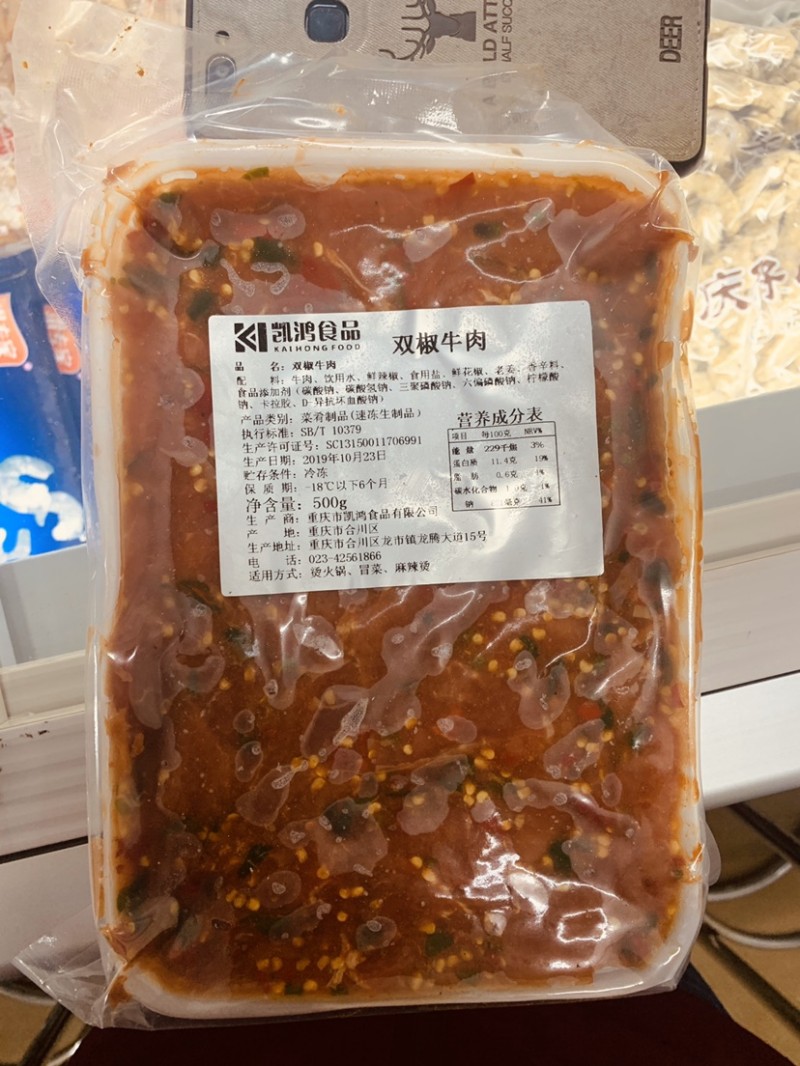 LD ATT
HALF SUCC
DEER
凯鸿食品
KAIHONG FOOD
双椒牛肉
品 名：双椒牛肉
配 料：牛肉、饮用水、鲜辣椒、食用盐、鲜花椒、老姜、香辛料、
食品添加剂（碳酸钠、碳酸氢钠、三聚磷酸钠、六偏磷酸钠、柠檬酸
钠、卡拉胶、D-异抗坏血酸钠）
产品类别：菜肴制品(速冻生制品)
执行标准：SB/T 10379
生产许可证号：SC13150011706991
生产日期：2019年10月23日
贮存条件：冷冻
保 质 期：-18℃以下6个月
净含量：500g
生 产 商：重庆市凯鸿食品有限公司
产 地：重庆市合川区
生产地址：重庆市合川区龙市镇龙腾大道15号
电 话：023-42561866
适用方式：烫火锅、冒菜、麻辣烫
营养成分表
项目 每100克 NRV%
能 量 229千焦 3%
蛋白质 11.4克 19%
脂 肪 0.6克 1%
碳水化合物 克 1%
钠 毫克 41%
庆